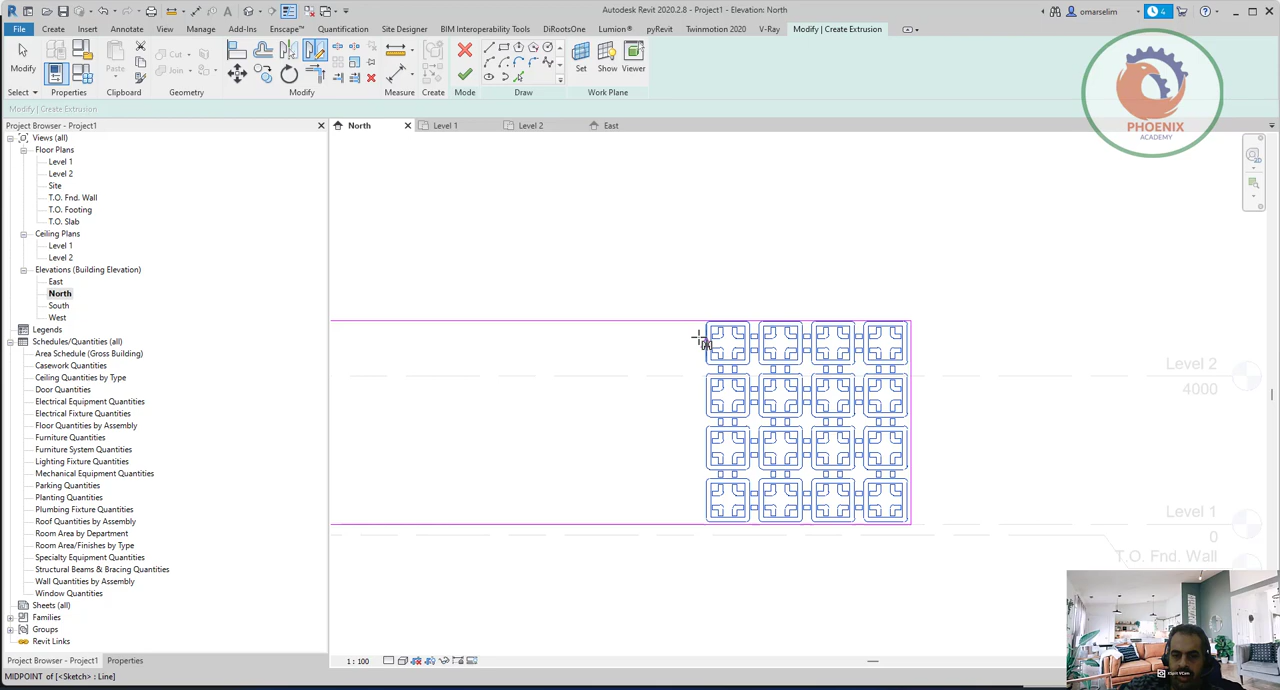 Autodesk Revit 2020.2.8 - Project1 - Elevation: North
omarselim
4
File
Create
Insert
Annotate
View
Manage
Add-Ins
Enscape™
Quantification
Site Designer
BIM Interoperability Tools
DiRootsOne
Lumion®
pyRevit
Twinmotion 2020
V-Ray
Modify | Create Extrusion
Modify
Paste
Cut
Join
Set
Show
Viewer
Select
Properties
Clipboard
Geometry
Modify
Measure
Create
Mode
Draw
Work Plane
Modify | Create Extrusion
PHOENIX
ACADEMY
Project Browser - Project1
North
Level 1
Level 2
East
Views (all)
Floor Plans
Level 1
Level 2
Site
T.O. Fnd. Wall
T.O. Footing
T.O. Slab
Ceiling Plans
Level 1
Level 2
Elevations (Building Elevation)
East
North
South
West
Legends
Schedules/Quantities (all)
Area Schedule (Gross Building)
Casework Quantities
Ceiling Quantities by Type
Door Quantities
Electrical Equipment Quantities
Electrical Fixture Quantities
Floor Quantities by Assembly
Furniture Quantities
Furniture System Quantities
Lighting Fixture Quantities
Mechanical Equipment Quantities
Parking Quantities
Planting Quantities
Plumbing Fixture Quantities
Roof Quantities by Assembly
Room Area by Department
Room Area/Finishes by Type
Specialty Equipment Quantities
Structural Beams & Bracing Quantities
Wall Quantities by Assembly
Window Quantities
Sheets (all)
Families
Groups
Revit Links
Level 2
4000
Level 1
0
T.O. Fnd. Wall
Project Browser - Project1
Properties
1 : 100
MIDPOINT of [<Sketch> : Line]